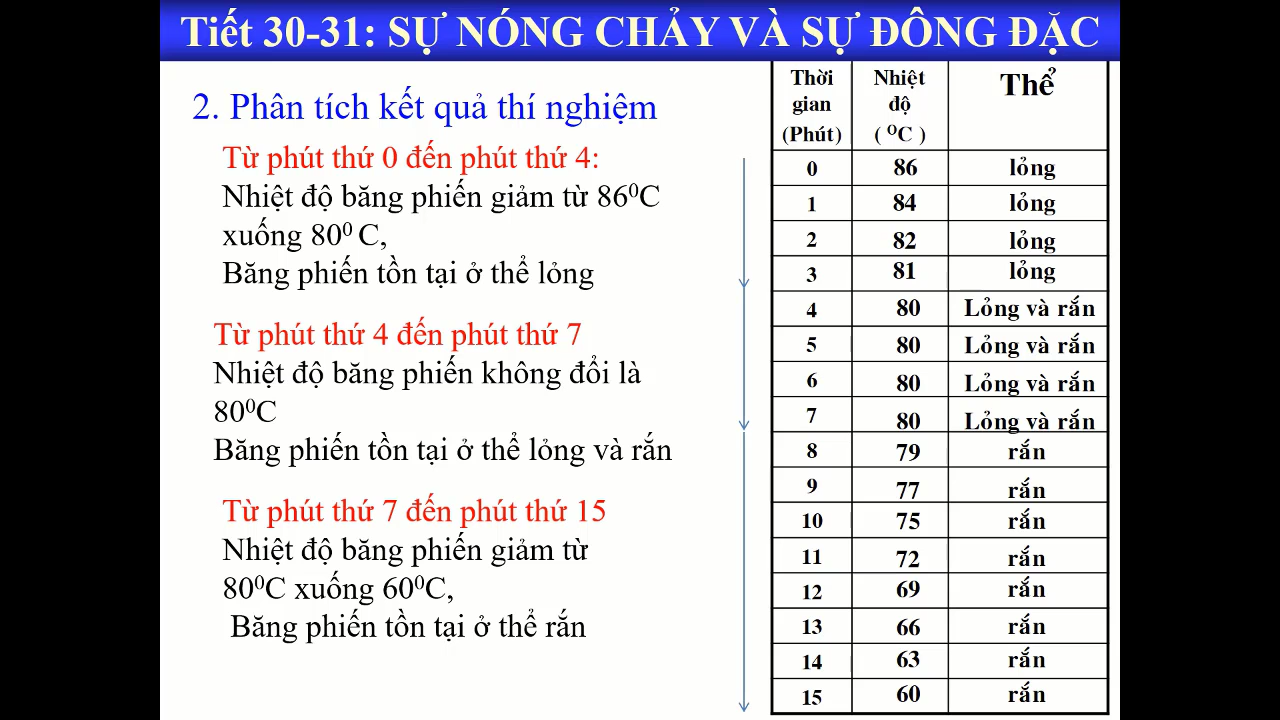 Tiết 30-31: SỰ NÓNG CHẢY VÀ SỰ ĐÔNG ĐẶC
2. Phân tích kết quả thí nghiệm
Từ phút thứ 0 đến phút thứ 4:
Nhiệt độ băng phiến giảm từ 86⁰C
xuống 80⁰ C,
Băng phiến tồn tại ở thể lỏng
Từ phút thứ 4 đến phút thứ 7
Nhiệt độ băng phiến không đổi là
80⁰C
Băng phiến tồn tại ở thể lỏng và rắn
Từ phút thứ 7 đến phút thứ 15
Nhiệt độ băng phiến giảm từ
80⁰C xuống 60⁰C,
Băng phiến tồn tại ở thể rắn
Thời gian (Phút) Nhiệt độ ( ᴼC ) Thể
0 86 lỏng
1 84 lỏng
2 82 lỏng
3 81 lỏng
4 80 Lỏng và rắn
5 80 Lỏng và rắn
6 80 Lỏng và rắn
7 80 Lỏng và rắn
8 79 rắn
9 77 rắn
10 75 rắn
11 72 rắn
12 69 rắn
13 66 rắn
14 63 rắn
15 60 rắn